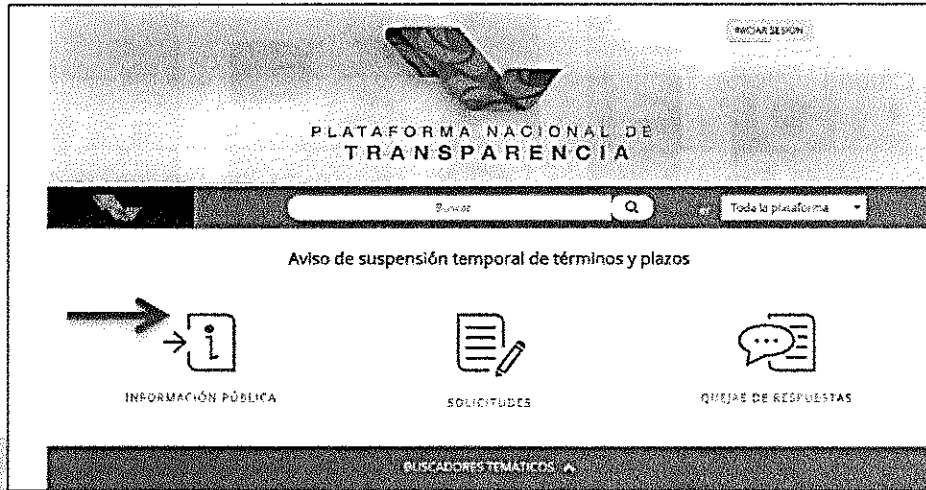 INICIAR SESIÓN
PLATAFORMA NACIONAL DE
TRANSPARENCIA
Buscar
en
Toda la plataforma
Aviso de suspensión temporal de términos y plazos
INFORMACIÓN PÚBLICA
SOLICITUDES
QUEJAS DE RESPUESTAS
BUSCADORES TEMÁTICOS